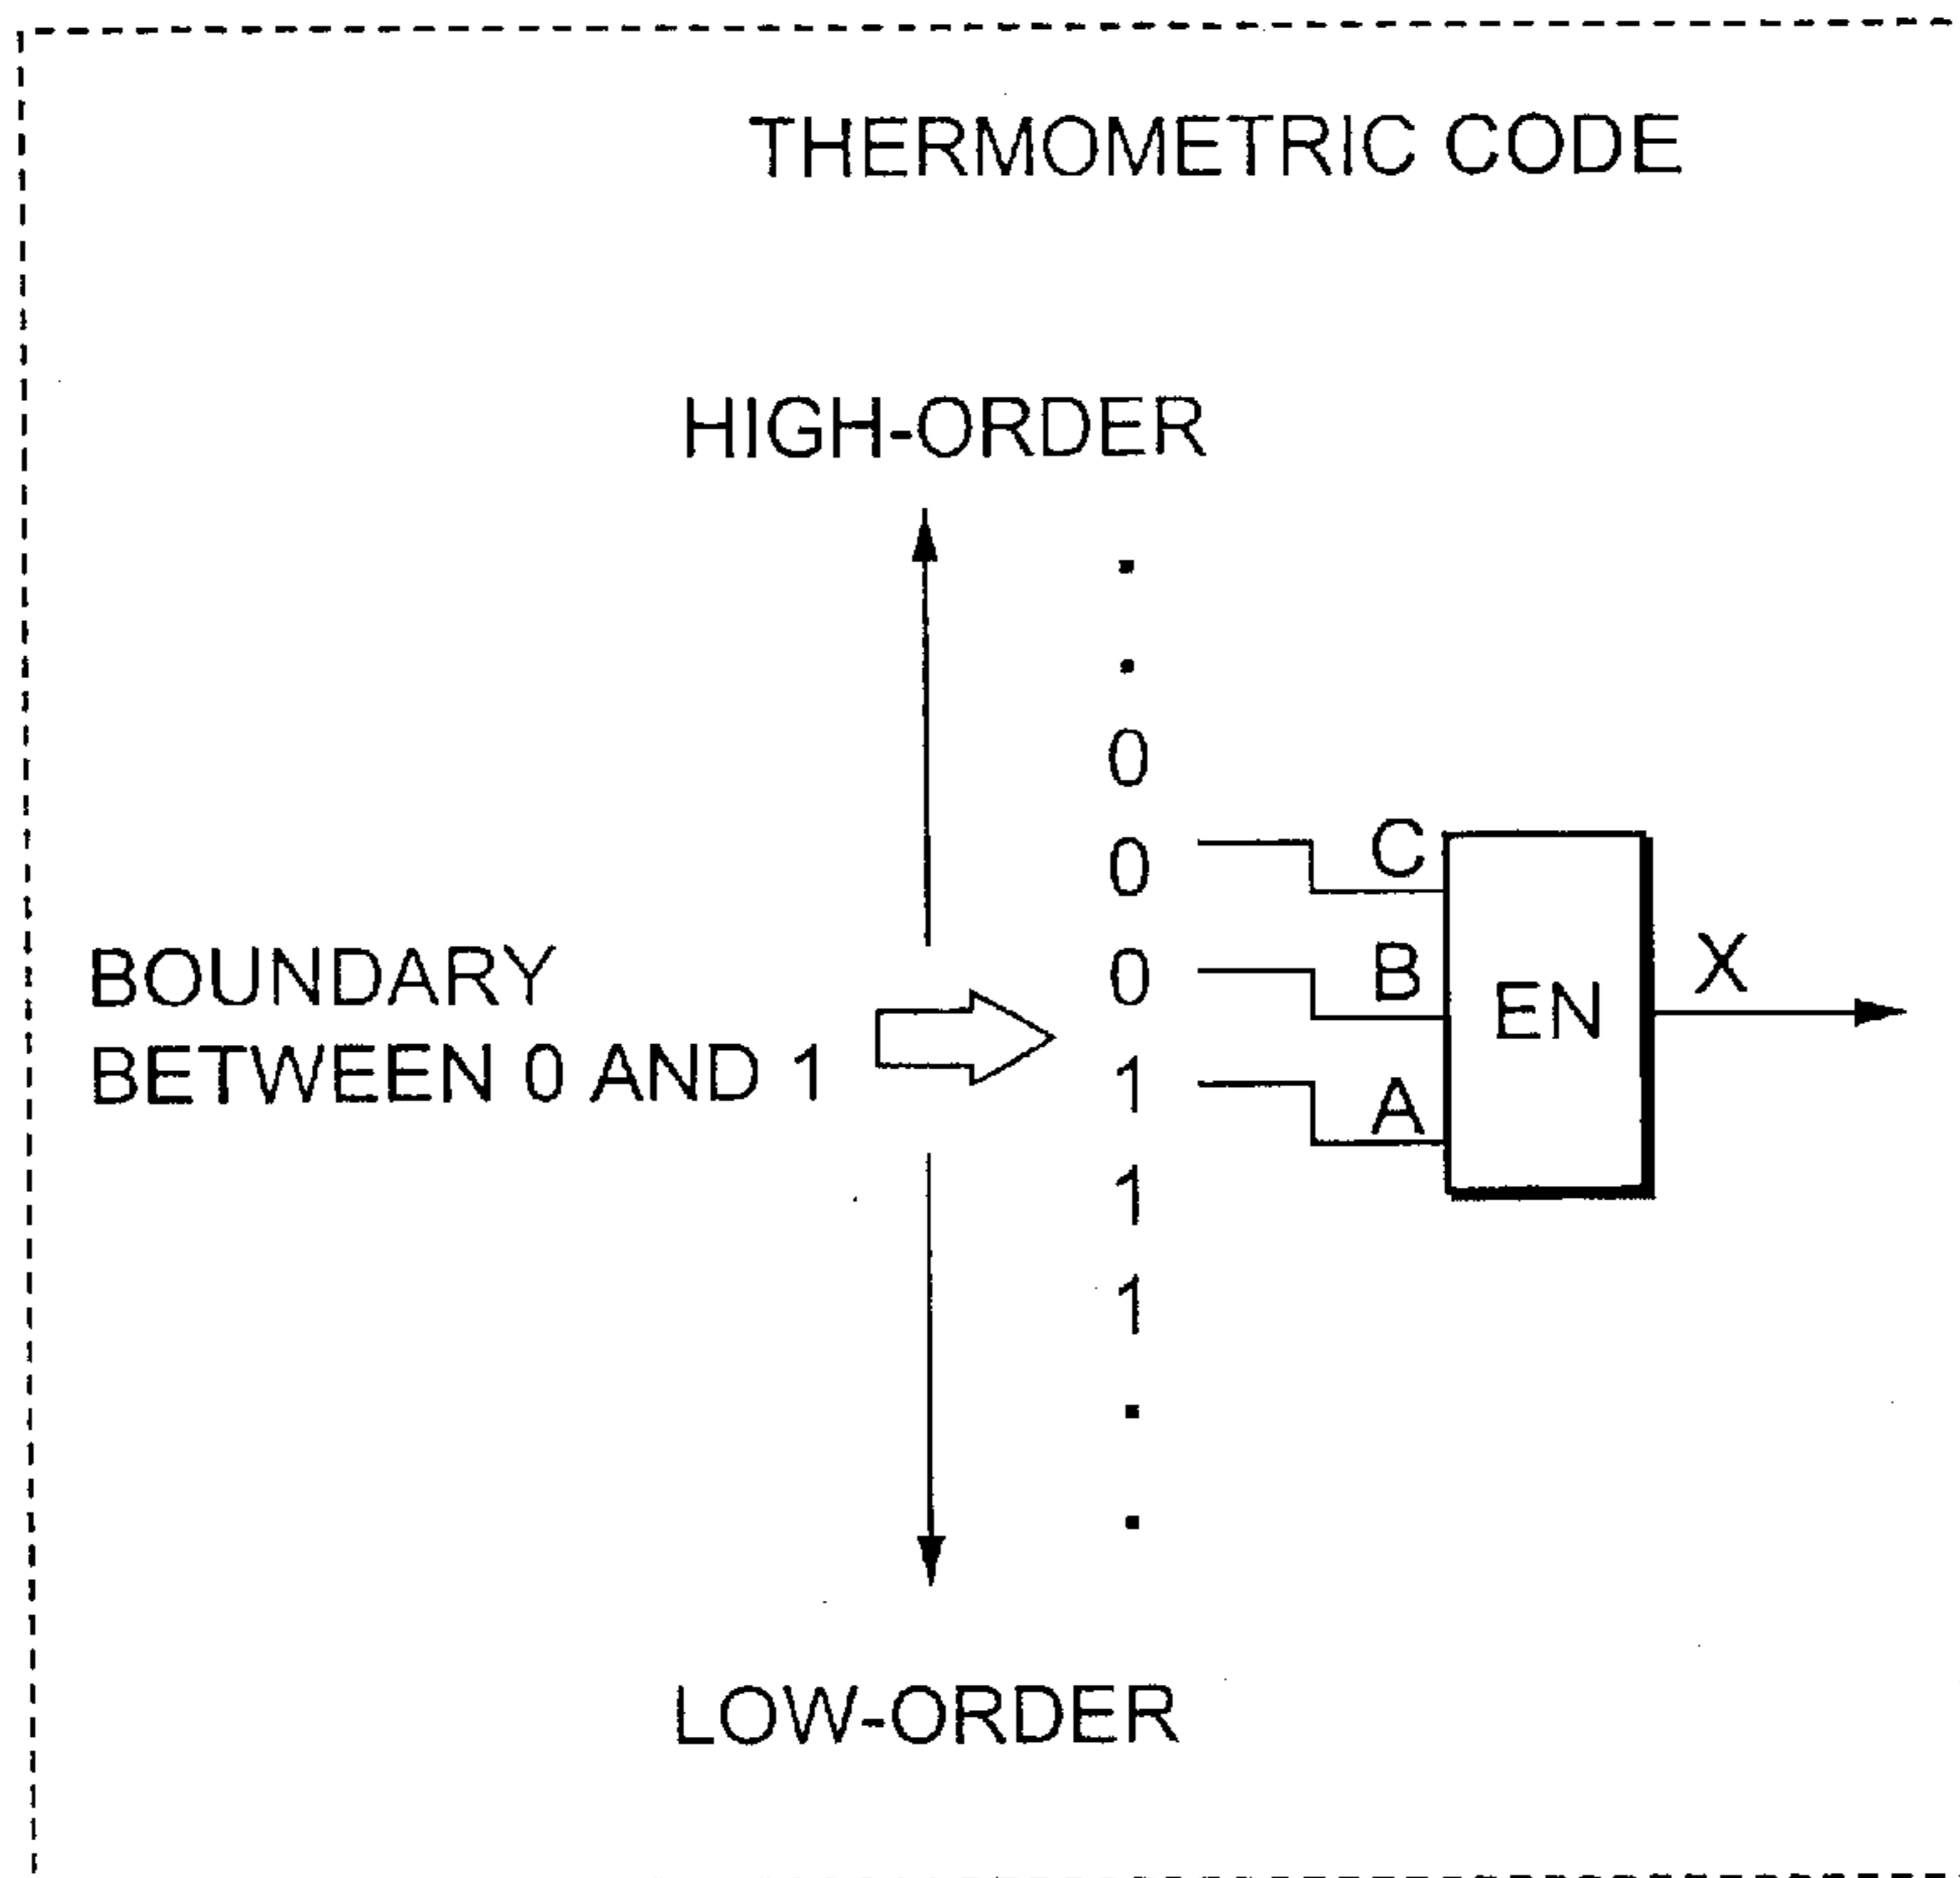 THERMOMETRIC CODE
HIGH-ORDER
.
.
0
0 C
BOUNDARY 0 B EN X
BETWEEN 0 AND 1 1 A
1
1
.
.
LOW-ORDER